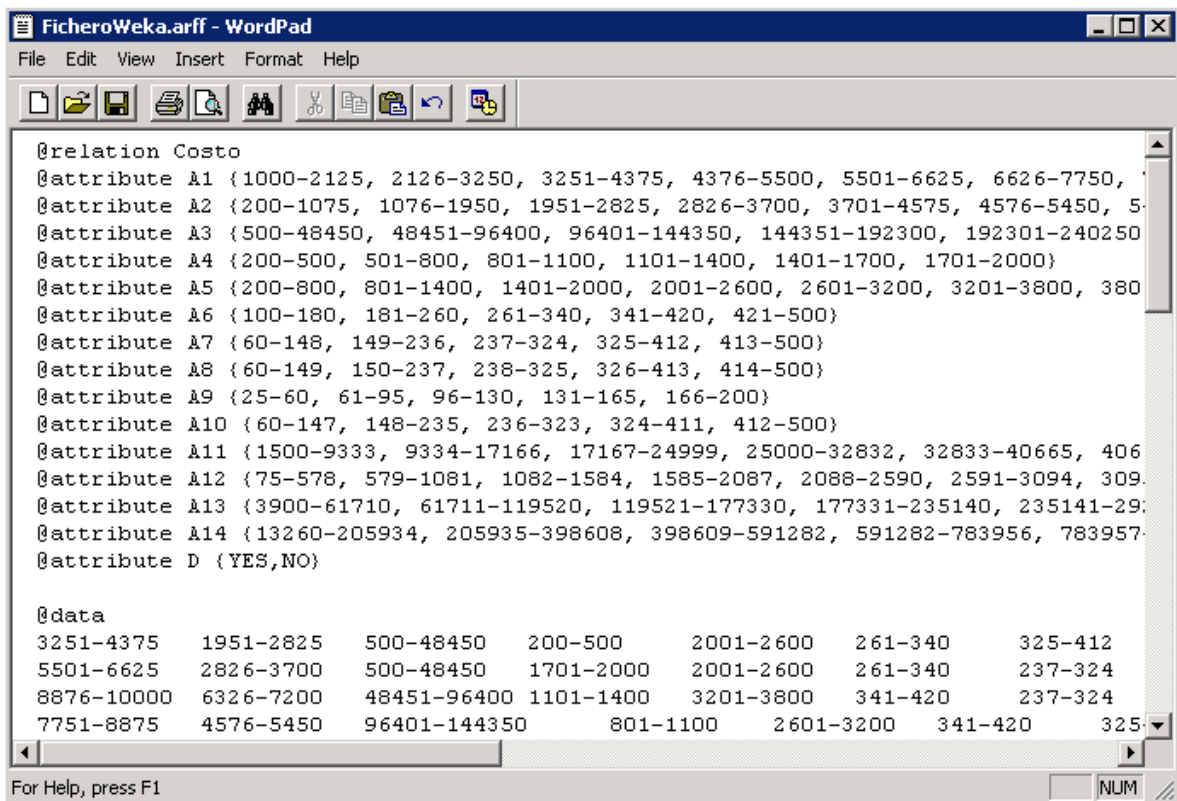 FicheroWeka.arff - WordPad
File Edit View Insert Format Help
@relation Costo
@attribute A1 {1000-2125, 2126-3250, 3251-4375, 4376-5500, 5501-6625, 6626-7750,
@attribute A2 {200-1075, 1076-1950, 1951-2825, 2826-3700, 3701-4575, 4576-5450, 5-
@attribute A3 {500-48450, 48451-96400, 96401-144350, 144351-192300, 192301-240250
@attribute A4 {200-500, 501-800, 801-1100, 1101-1400, 1401-1700, 1701-2000}
@attribute A5 {200-800, 801-1400, 1401-2000, 2001-2600, 2601-3200, 3201-3800, 380
@attribute A6 {100-180, 181-260, 261-340, 341-420, 421-500}
@attribute A7 {60-148, 149-236, 237-324, 325-412, 413-500}
@attribute A8 {60-149, 150-237, 238-325, 326-413, 414-500}
@attribute A9 {25-60, 61-95, 96-130, 131-165, 166-200}
@attribute A10 {60-147, 148-235, 236-323, 324-411, 412-500}
@attribute A11 {1500-9333, 9334-17166, 17167-24999, 25000-32832, 32833-40665, 406
@attribute A12 {75-578, 579-1081, 1082-1584, 1585-2087, 2088-2590, 2591-3094, 309
@attribute A13 {3900-61710, 61711-119520, 119521-177330, 177331-235140, 235141-29
@attribute A14 {13260-205934, 205935-398608, 398609-591282, 591282-783956, 783957-
@attribute D {YES,NO}
@data
3251-4375 1951-2825 500-48450 200-500 2001-2600 261-340 325-412
5501-6625 2826-3700 500-48450 1701-2000 2001-2600 261-340 237-324
8876-10000 6326-7200 48451-96400 1101-1400 3201-3800 341-420 237-324
7751-8875 4576-5450 96401-144350 801-1100 2601-3200 341-420 325-
For Help, press F1
NUM